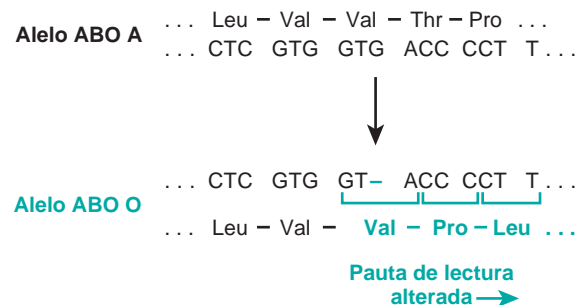 . . . Leu – Val – Val – Thr – Pro . . .
Alelo ABO A
. . . CTC GTG GTG ACC CCT T . . .
. . . CTC GTG GT– ACC CCT T . . .
Alelo ABO O
. . . Leu – Val – Val – Pro – Leu . . .
Pauta de lectura
alterada